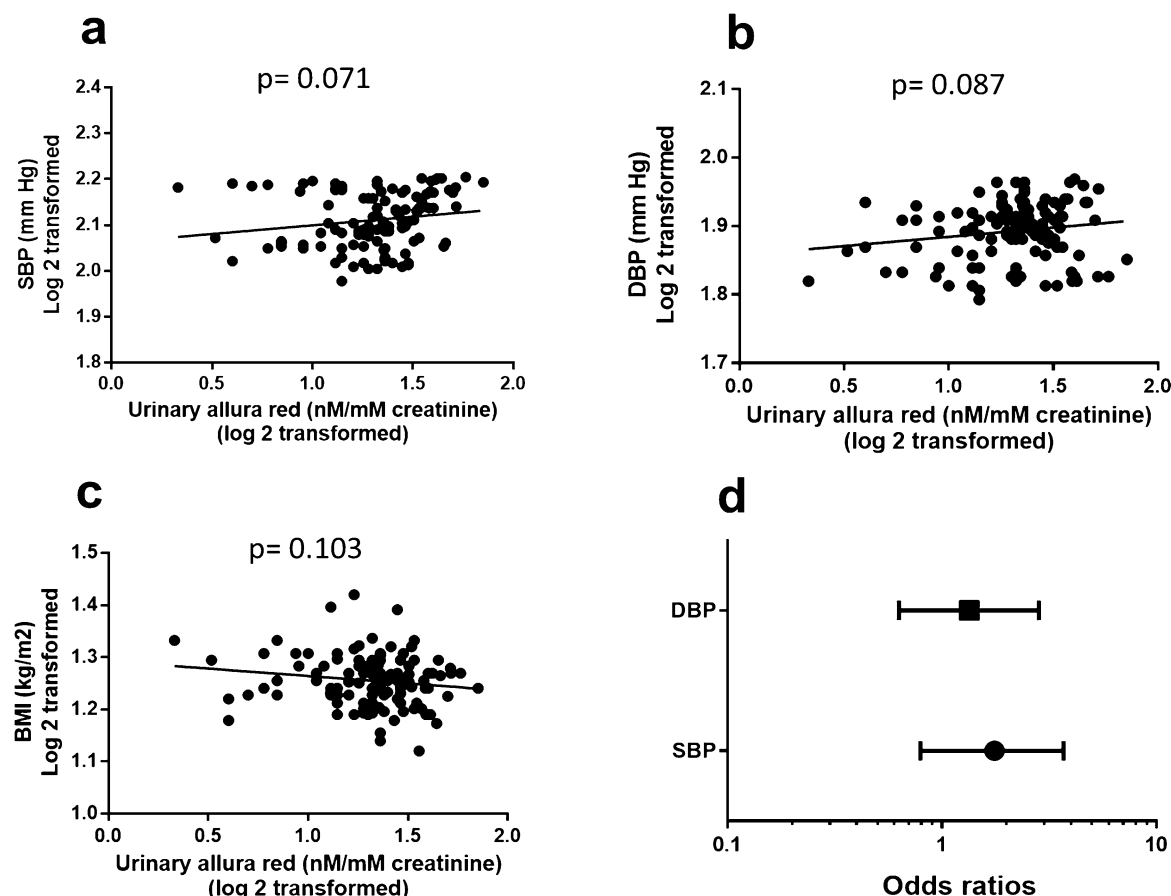 a
p= 0.071
SBP (mm Hg)
Log 2 transformed
2.4
2.3
2.2
2.1
2.0
1.9
1.8
0.0 0.5 1.0 1.5 2.0
Urinary allura red (nM/mM creatinine)
(log 2 transformed)
b
p= 0.087
DBP (mm Hg)
Log 2 transformed
2.1
2.0
1.9
1.8
1.7
0.0 0.5 1.0 1.5 2.0
Urinary allura red (nM/mM creatinine)
(log 2 transformed)
c
p= 0.103
BMI (kg/m2)
Log 2 transformed
1.5
1.4
1.3
1.2
1.1
1.0
0.0 0.5 1.0 1.5 2.0
Urinary allura red (nM/mM creatinine)
(log 2 transformed)
d
DBP
SBP
0.1 1 10
Odds ratios